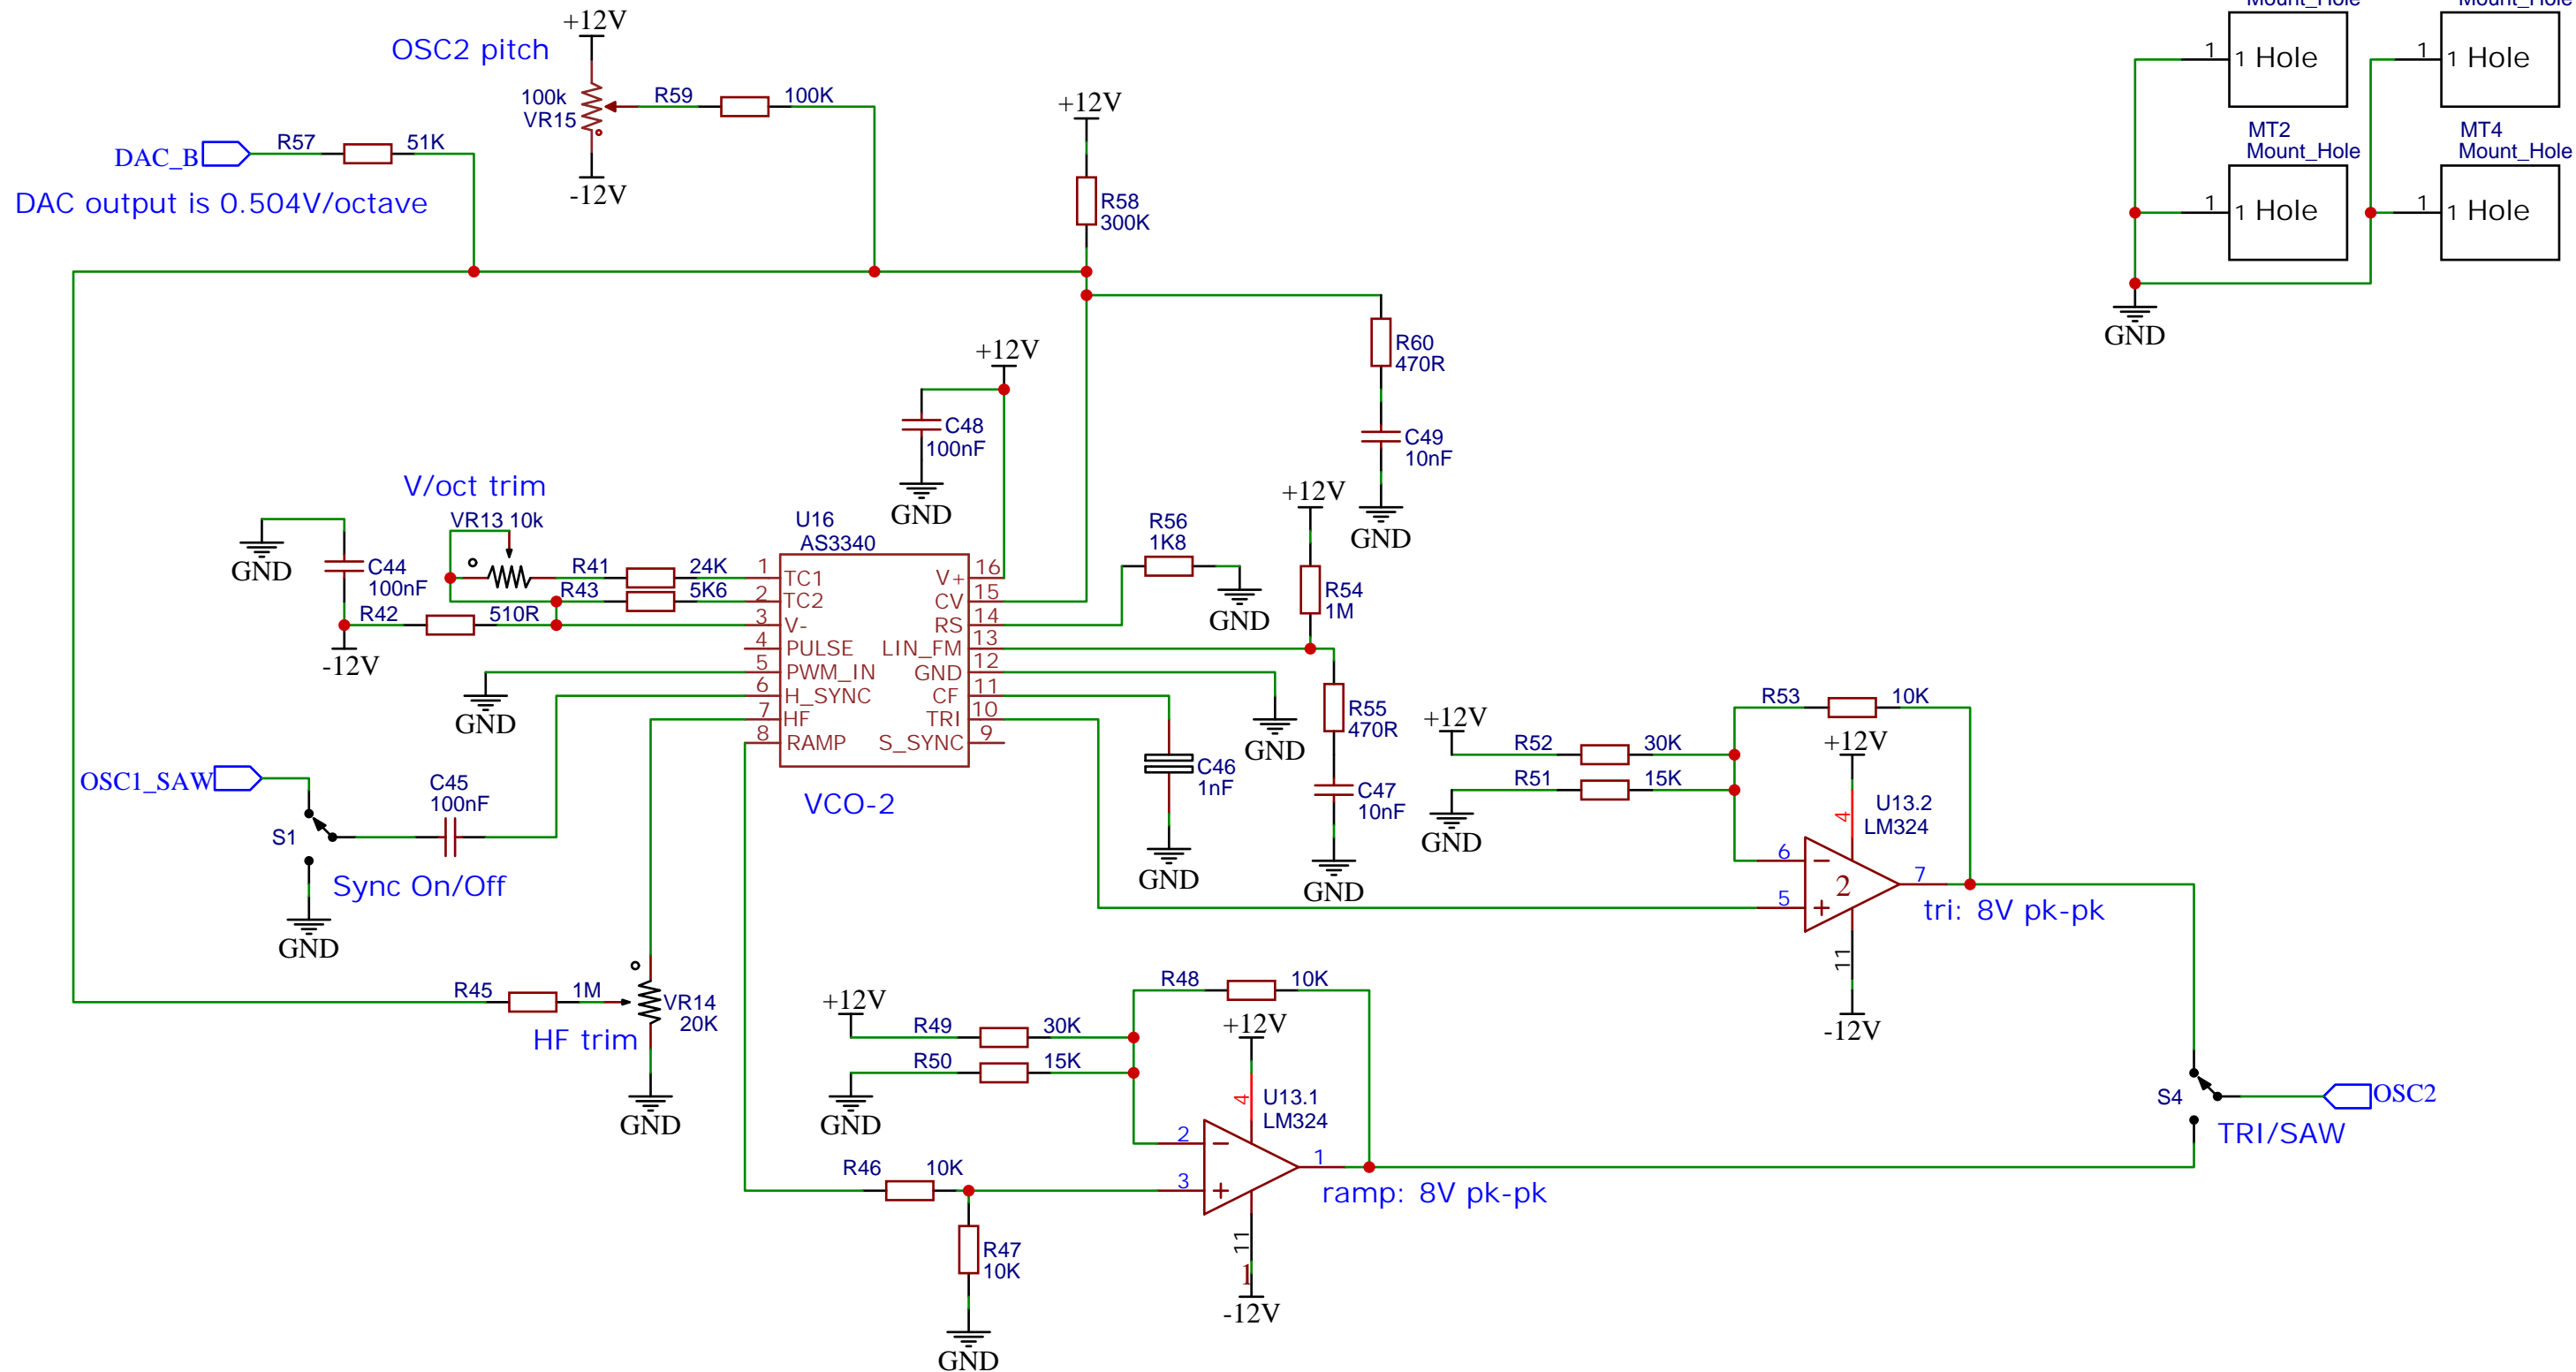 +12V
OSC2 pitch
100k
VR15
R59
100K
-12V
DAC_B
R57
51K
DAC output is 0.504V/octave
+12V
R58
300K
Mount_Hole
1
1
Hole
Mount_Hole
1
1
Hole
MT2
Mount_Hole
1
1
Hole
MT4
Mount_Hole
1
1
Hole
GND
R60
470R
C49
10nF
GND
+12V
C48
100nF
GND
V/oct trim
VR13 10k
GND
C44
100nF
R41
24K
R43
5K6
R42
510R
-12V
U16
AS3340
1
TC1
2
TC2
3
V-
4
PULSE
5
PWM_IN
6
H_SYNC
7
HF
8
RAMP
16
V+
15
CV
14
RS
13
LIN_FM
12
GND
11
CF
10
TRI
9
S_SYNC
VCO-2
GND
R56
1K8
GND
+12V
R54
1M
R55
470R
C47
10nF
GND
GND
C46
1nF
GND
OSC1_SAW
S1
C45
100nF
Sync On/Off
GND
R45
1M
VR14
20K
HF trim
GND
+12V
R52
30K
R51
15K
GND
R53
10K
+12V
4
U13.2
LM324
6
5
2
7
11
-12V
tri: 8V pk-pk
+12V
R49
30K
R50
15K
GND
R48
10K
+12V
4
U13.1
LM324
2
3
1
11
1
-12V
ramp: 8V pk-pk
R46
10K
R47
10K
GND
S4
OSC2
TRI/SAW